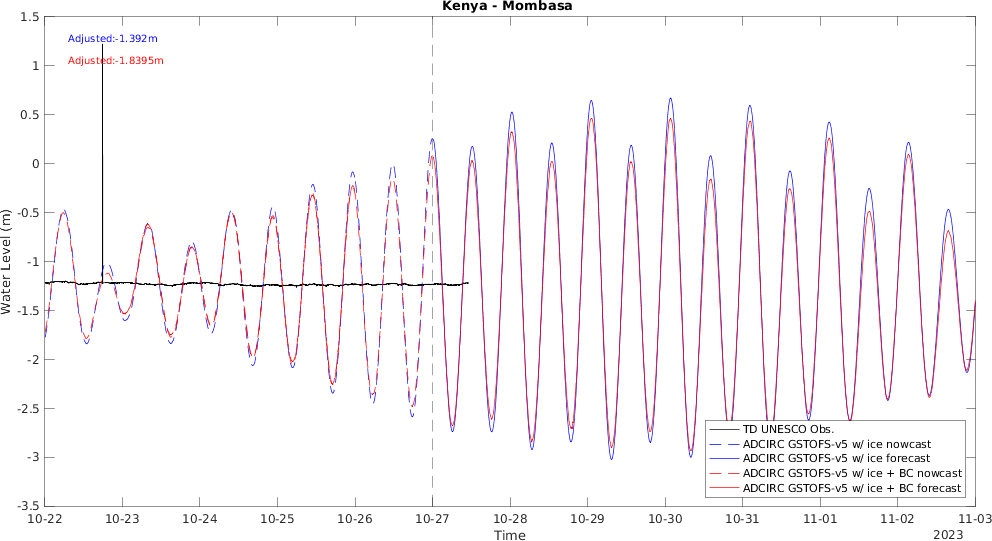 Kenya - Mombasa
Adjusted:-1.392m
Adjusted:-1.8395m
Water Level (m)
1.5
1
0.5
0
-0.5
-1
-1.5
-2
-2.5
-3
-3.5
TD UNESCO Obs.
ADCIRC GSTOFS-v5 w/ ice nowcast
ADCIRC GSTOFS-v5 w/ ice forecast
ADCIRC GSTOFS-v5 w/ ice + BC nowcast
ADCIRC GSTOFS-v5 w/ ice + BC forecast
10-22 10-23 10-24 10-25 10-26 10-27 10-28 10-29 10-30 10-31 11-01 11-02 11-03
Time
2023